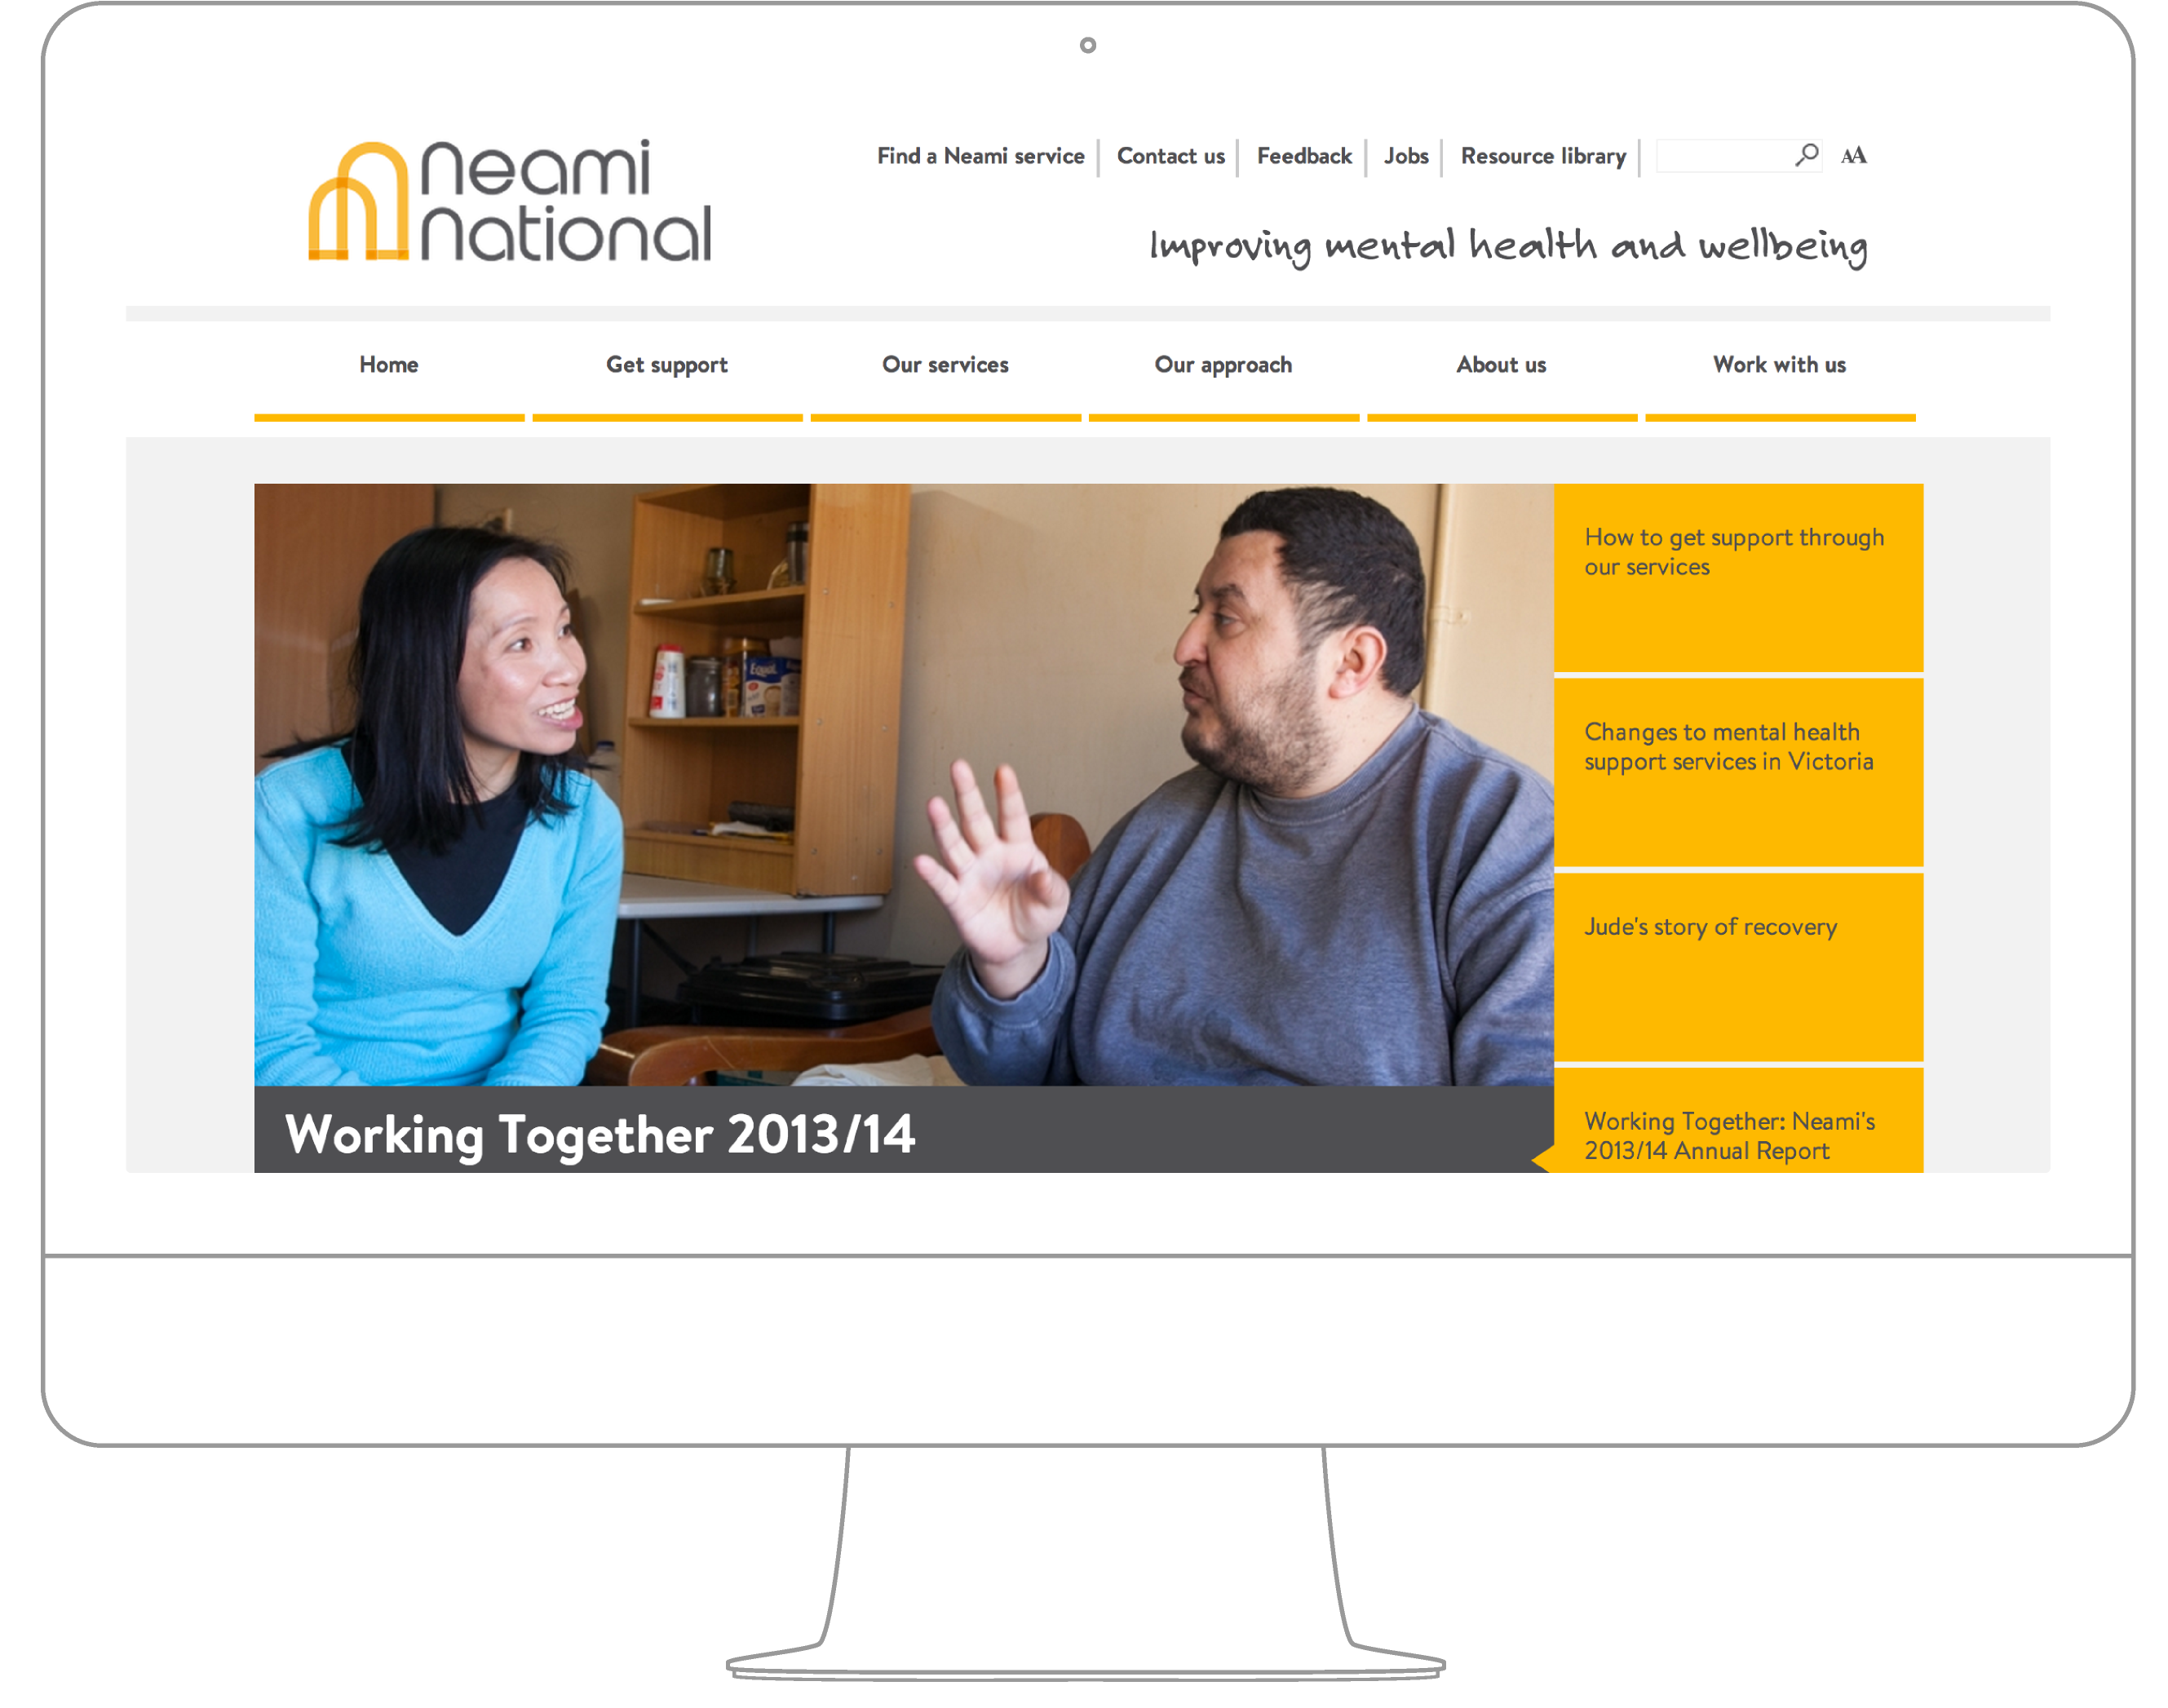 Neami
National
Find a Neami service
Contact us
Feedback
Jobs
Resource library
AA
Improving mental health and wellbeing
Home
Get support
Our services
Our approach
About us
Work with us
Equal
How to get support through
our services
Changes to mental health
support services in Victoria
Jude's story of recovery
Working Together: Neami's
2013/14 Annual Report
Working Together 2013/14